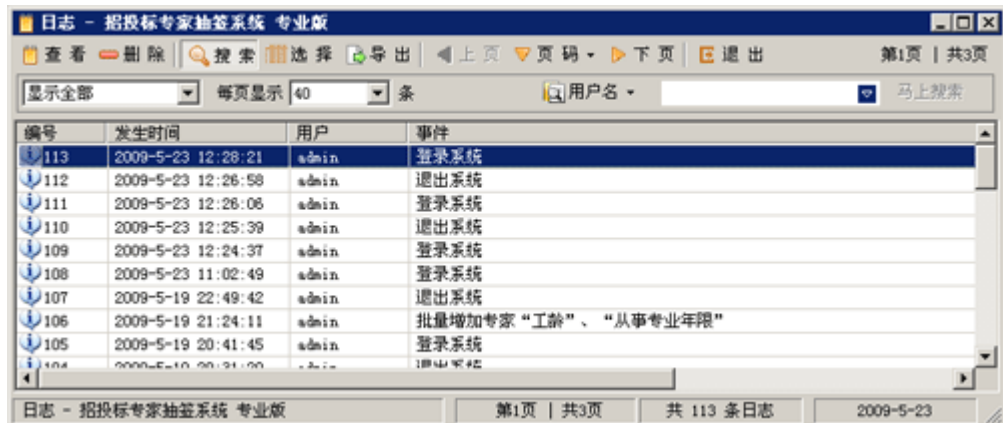 日志 - 招投标专家抽签系统 专业版
查看 删除 搜索 选择 导出 上页 页码 下页 退出 第1页 | 共3页
显示全部 每页显示 40 条 用户名 马上搜索
编号 发生时间 用户 事件
113 2009-5-23 12:28:21 admin 登录系统
112 2009-5-23 12:26:58 admin 退出系统
111 2009-5-23 12:26:06 admin 登录系统
110 2009-5-23 12:25:39 admin 退出系统
109 2009-5-23 12:24:37 admin 登录系统
108 2009-5-23 11:02:49 admin 登录系统
107 2009-5-19 22:49:42 admin 退出系统
106 2009-5-19 21:24:11 admin 批量增加专家“工龄”、“从事专业年限”
105 2009-5-19 20:41:45 admin 登录系统
日志 - 招投标专家抽签系统 专业版 第1页 | 共3页 共 113 条日志 2009-5-23